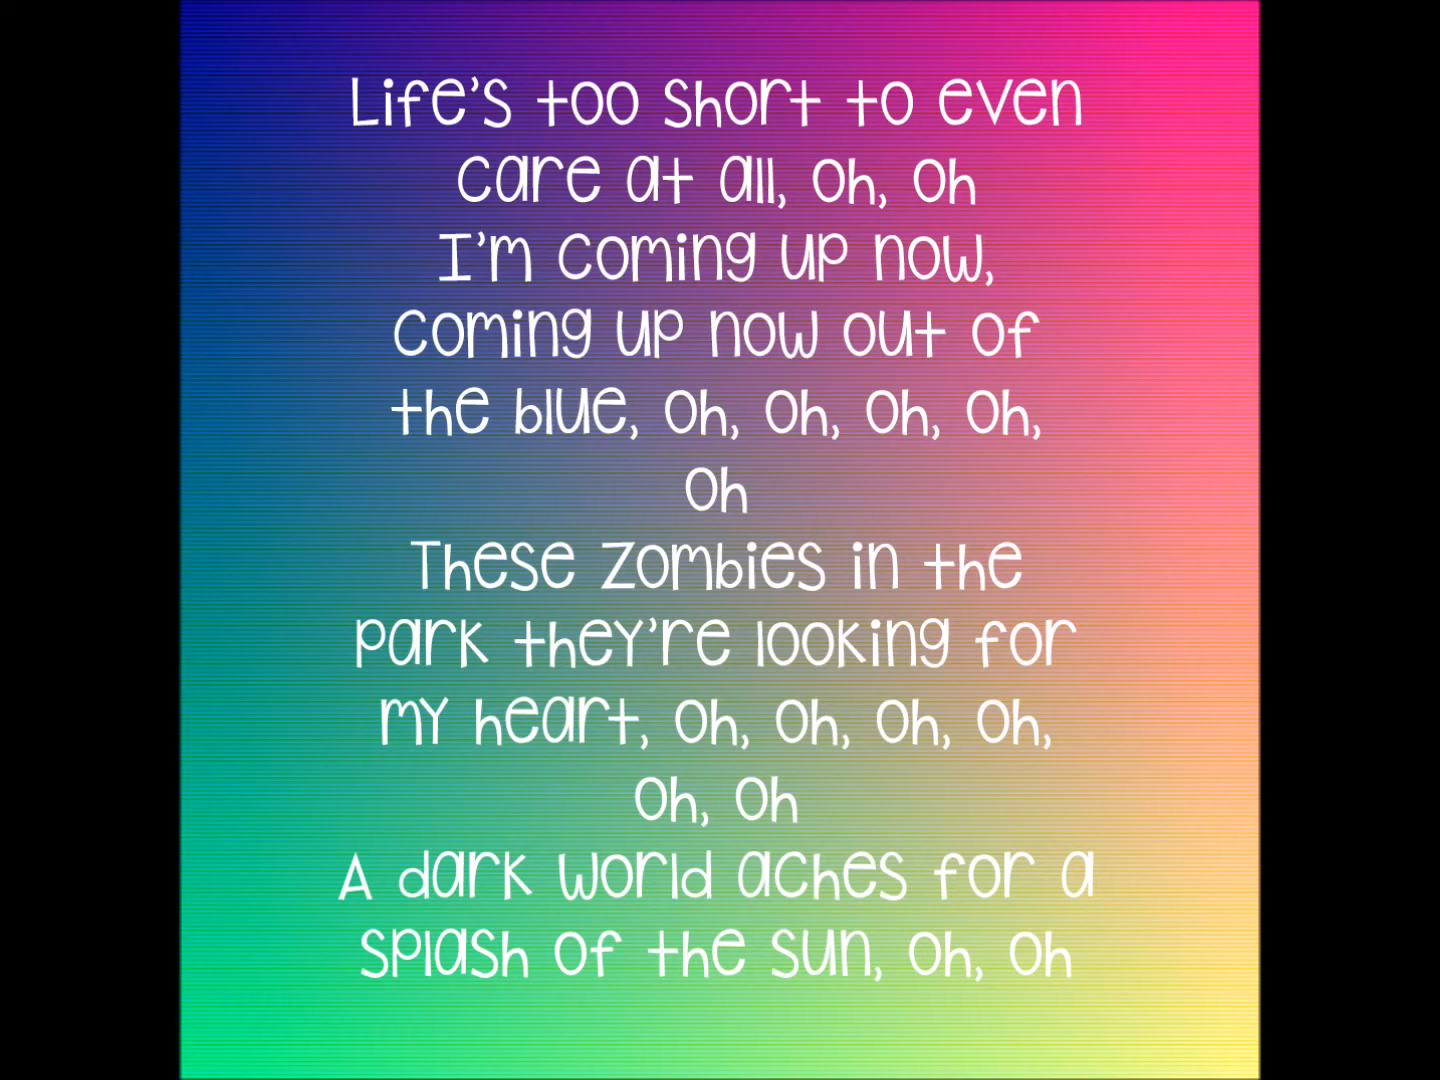 Life's too short to even
care at all, oh, oh
I'm coming up now,
coming up now out of
the blue, oh, oh, oh, oh,
oh
These zombies in the
park they're looking for
my heart, oh, oh, oh, oh,
oh, oh
A dark world aches for a
splash of the sun, oh, oh